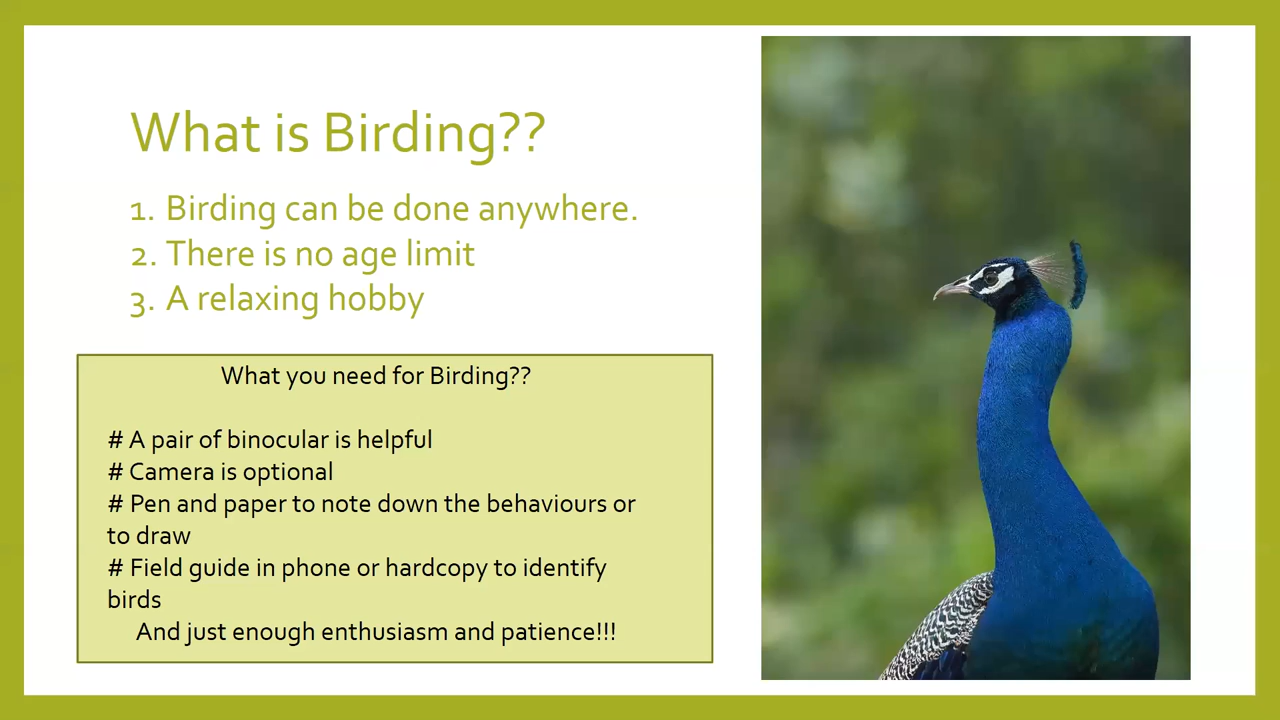 What is Birding??
1. Birding can be done anywhere.
2. There is no age limit
3. A relaxing hobby
What you need for Birding??
# A pair of binocular is helpful
# Camera is optional
# Pen and paper to note down the behaviours or
to draw
# Field guide in phone or hardcopy to identify
birds
And just enough enthusiasm and patience!!!